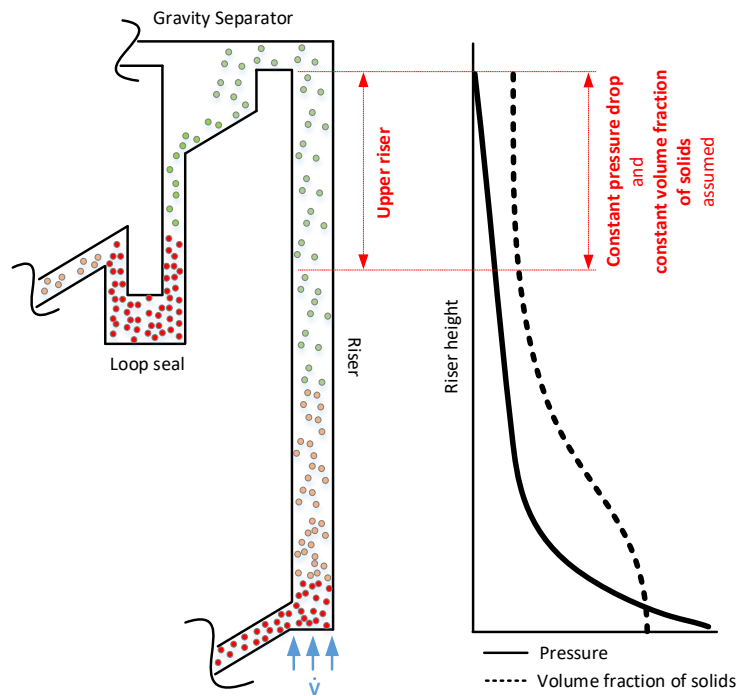 Gravity Separator
Upper riser
Constant pressure drop
and
constant volume fraction
of solids
assumed
Loop seal
Riser
Riser height
V̇
Pressure
Volume fraction of solids